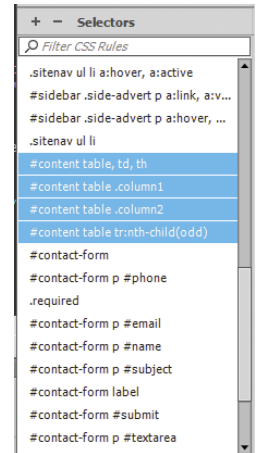 + − Selectors
Filter CSS Rules
.sitenav ul li a:hover, a:active
#sidebar .side-advert p a:link, a:v...
#sidebar .side-advert p a:hover, ...
.sitenav ul li
#content table, td, th
#content table .column1
#content table .column2
#content table tr:nth-child(odd)
#contact-form
#contact-form p #phone
.required
#contact-form p #email
#contact-form p #name
#contact-form p #subject
#contact-form label
#contact-form #submit
#contact-form p #textarea